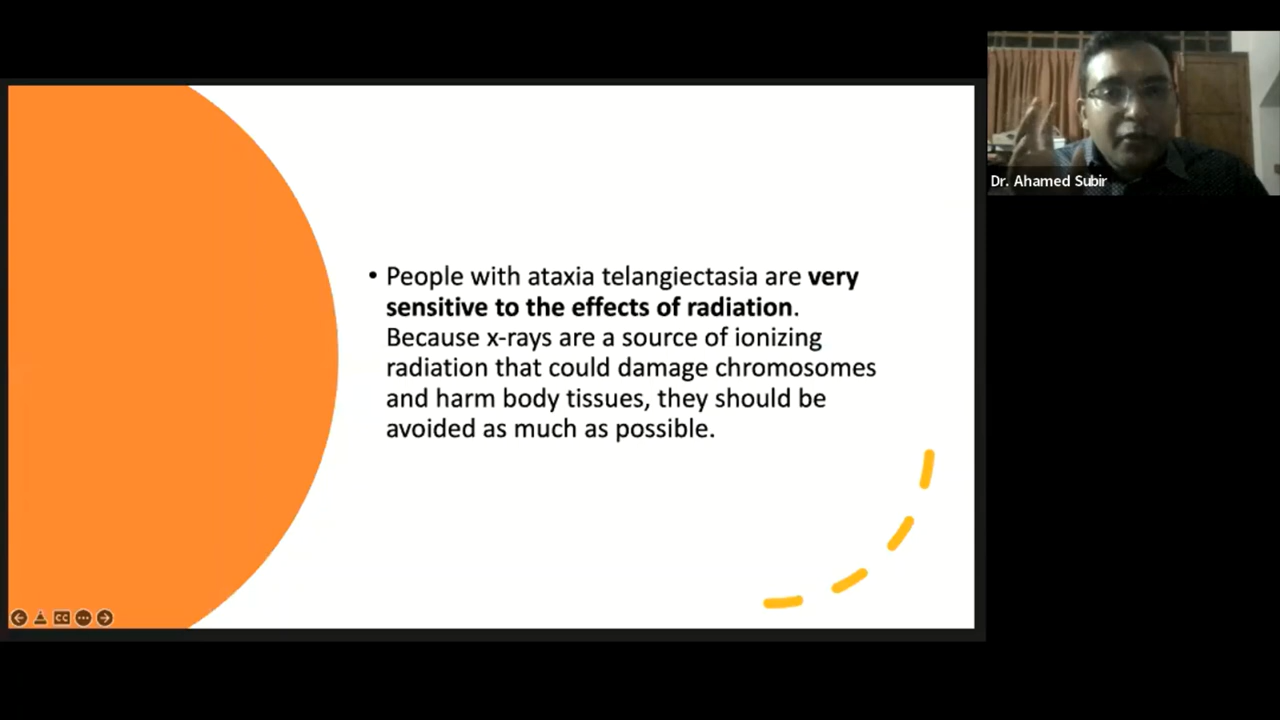 • People with ataxia telangiectasia are very
sensitive to the effects of radiation.
Because x-rays are a source of ionizing
radiation that could damage chromosomes
and harm body tissues, they should be
avoided as much as possible.
Dr. Ahamed Subir
CC